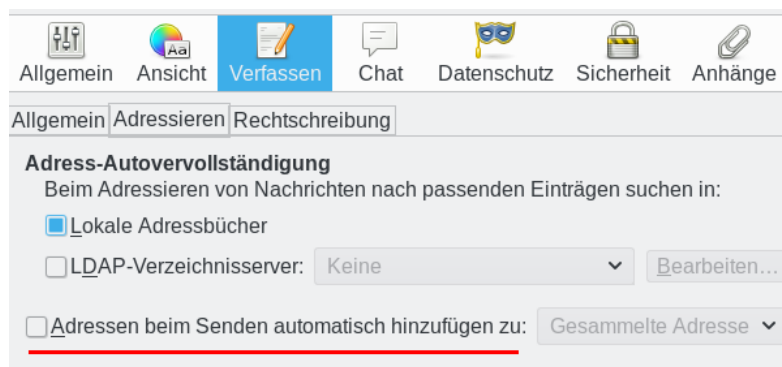 Aa
Allgemein Ansicht Verfassen Chat Datenschutz Sicherheit Anhänge
Allgemein Adressieren Rechtschreibung
Adress-Autovervollständigung
Beim Adressieren von Nachrichten nach passenden Einträgen suchen in:
Lokale Adressbücher
LDAP-Verzeichnisserver: Keine Bearbeiten…
Adressen beim Senden automatisch hinzufügen zu: Gesammelte Adresse